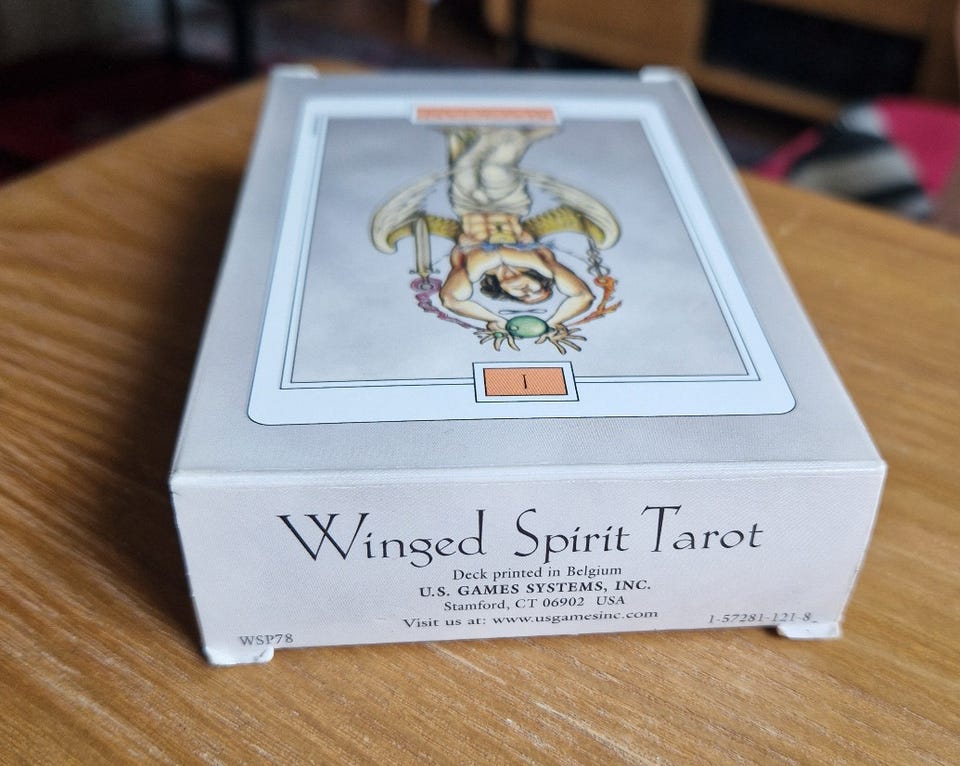 I
Winged Spirit Tarot
Deck printed in Belgium
U.S. GAMES SYSTEMS, INC.
Stamford, CT 06902 USA
Visit us at: www.usgamesinc.com
WSP78
1-57281-121-8